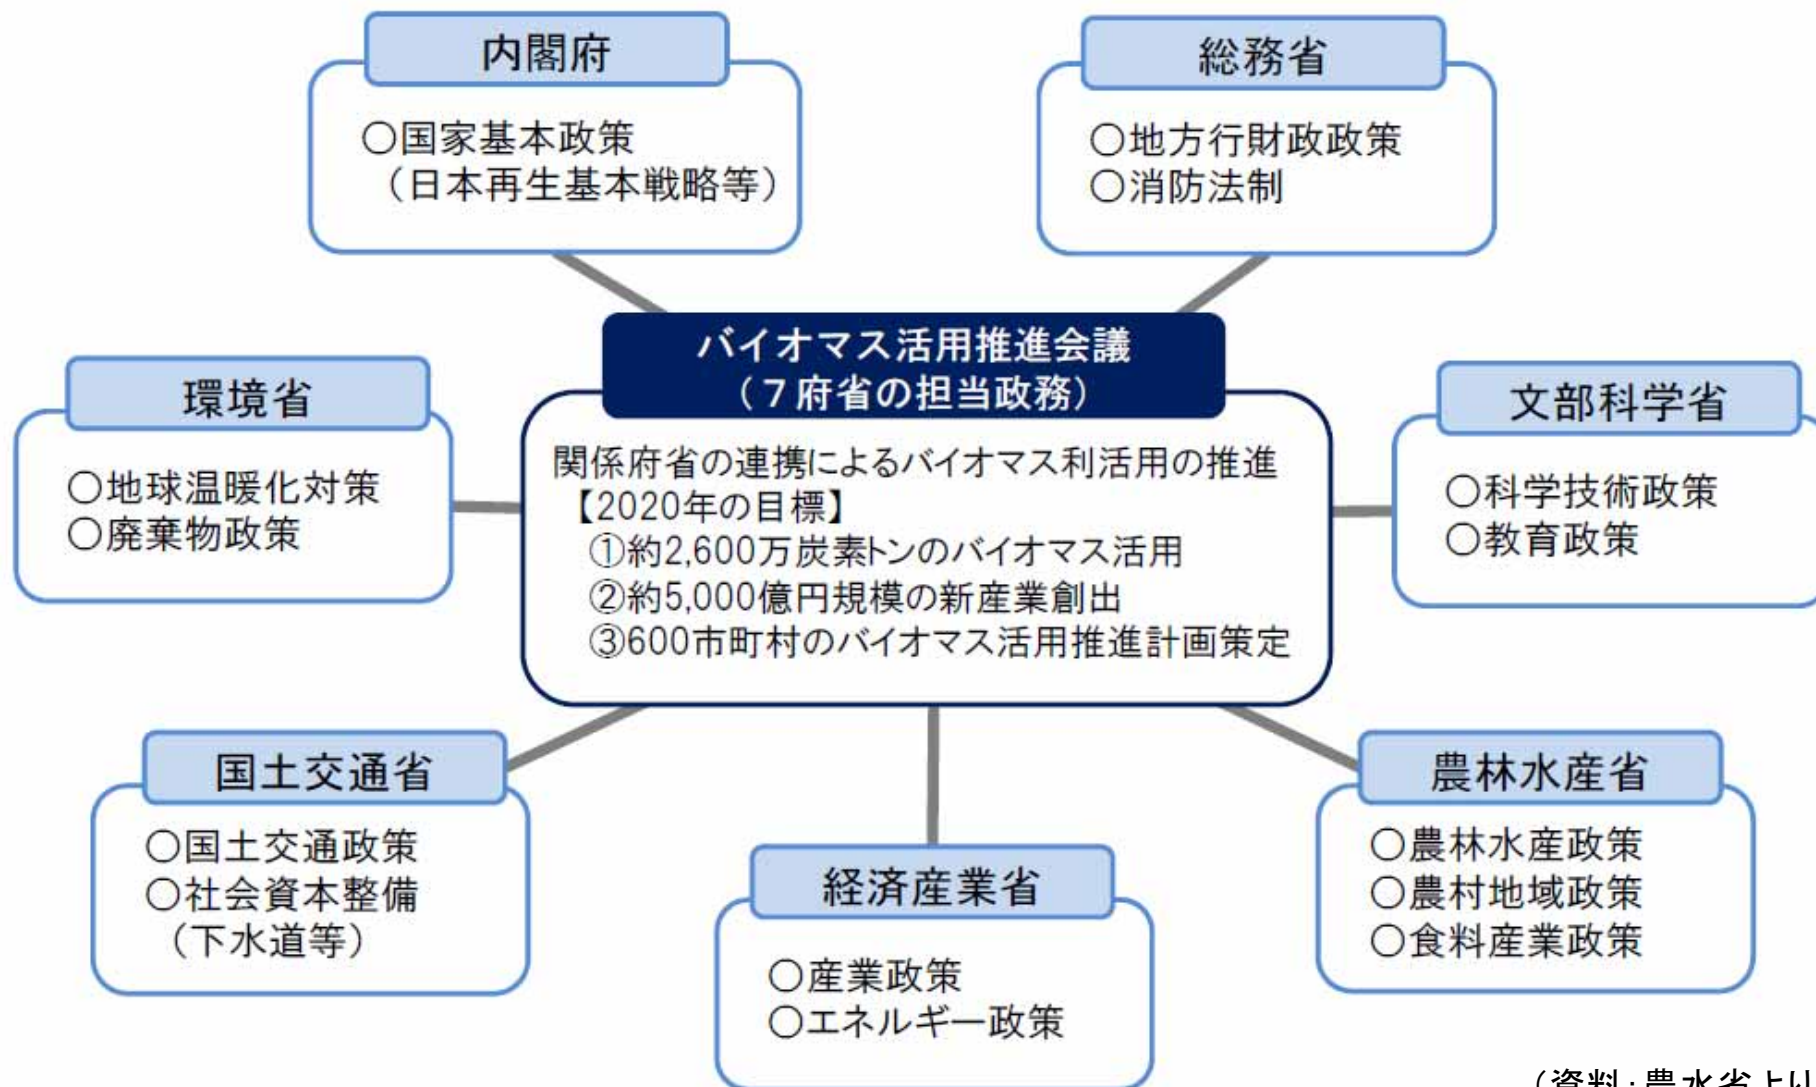 内閣府
○国家基本政策
（日本再生基本戦略等）
総務省
○地方行財政政策
○消防法制
バイオマス活用推進会議
（７府省の担当政務）
関係府省の連携によるバイオマス利活用の推進
【2020年の目標】
①約2,600万炭素トンのバイオマス活用
②約5,000億円規模の新産業創出
③600市町村のバイオマス活用推進計画策定
環境省
○地球温暖化対策
○廃棄物政策
文部科学省
○科学技術政策
○教育政策
国土交通省
○国土交通政策
○社会資本整備
（下水道等）
経済産業省
○産業政策
○エネルギー政策
農林水産省
○農林水産政策
○農村地域政策
○食料産業政策
（資料：農水省より